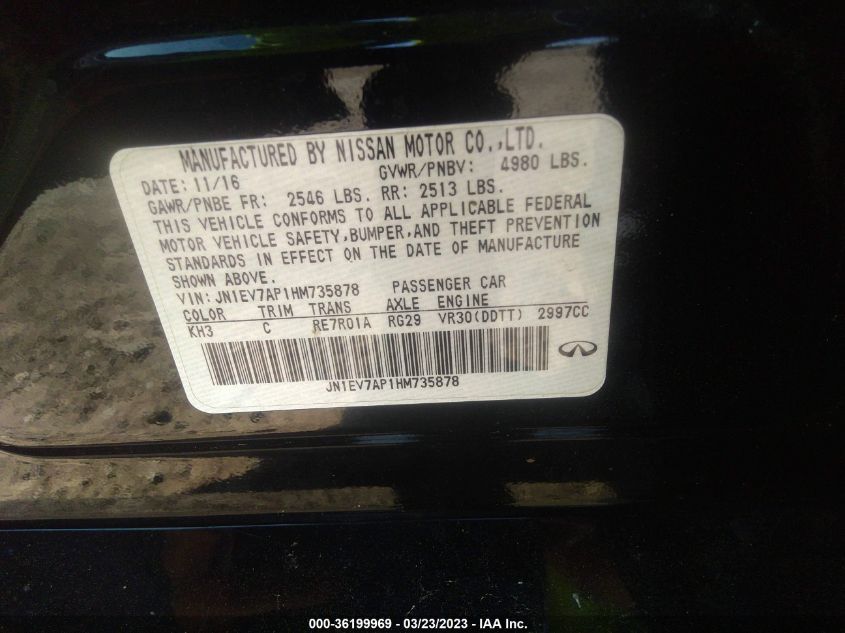 MANUFACTURED BY NISSAN MOTOR CO.,LTD.
DATE: 11/16 GVWR/PNBV: 4980 LBS.
GAWR/PNBE FR: 2546 LBS. RR: 2513 LBS.
THIS VEHICLE CONFORMS TO ALL APPLICABLE FEDERAL
MOTOR VEHICLE SAFETY,BUMPER,AND THEFT PREVENTION
STANDARDS IN EFFECT ON THE DATE OF MANUFACTURE
SHOWN ABOVE.
VIN: JN1EV7AP1HM735878 PASSENGER CAR
COLOR TRIM TRANS AXLE ENGINE
KH3 C RE7R01A RG29 VR30(DDTT) 2997CC
JN1EV7AP1HM735878
000-36199969 — 03/23/2023 — IAA Inc.